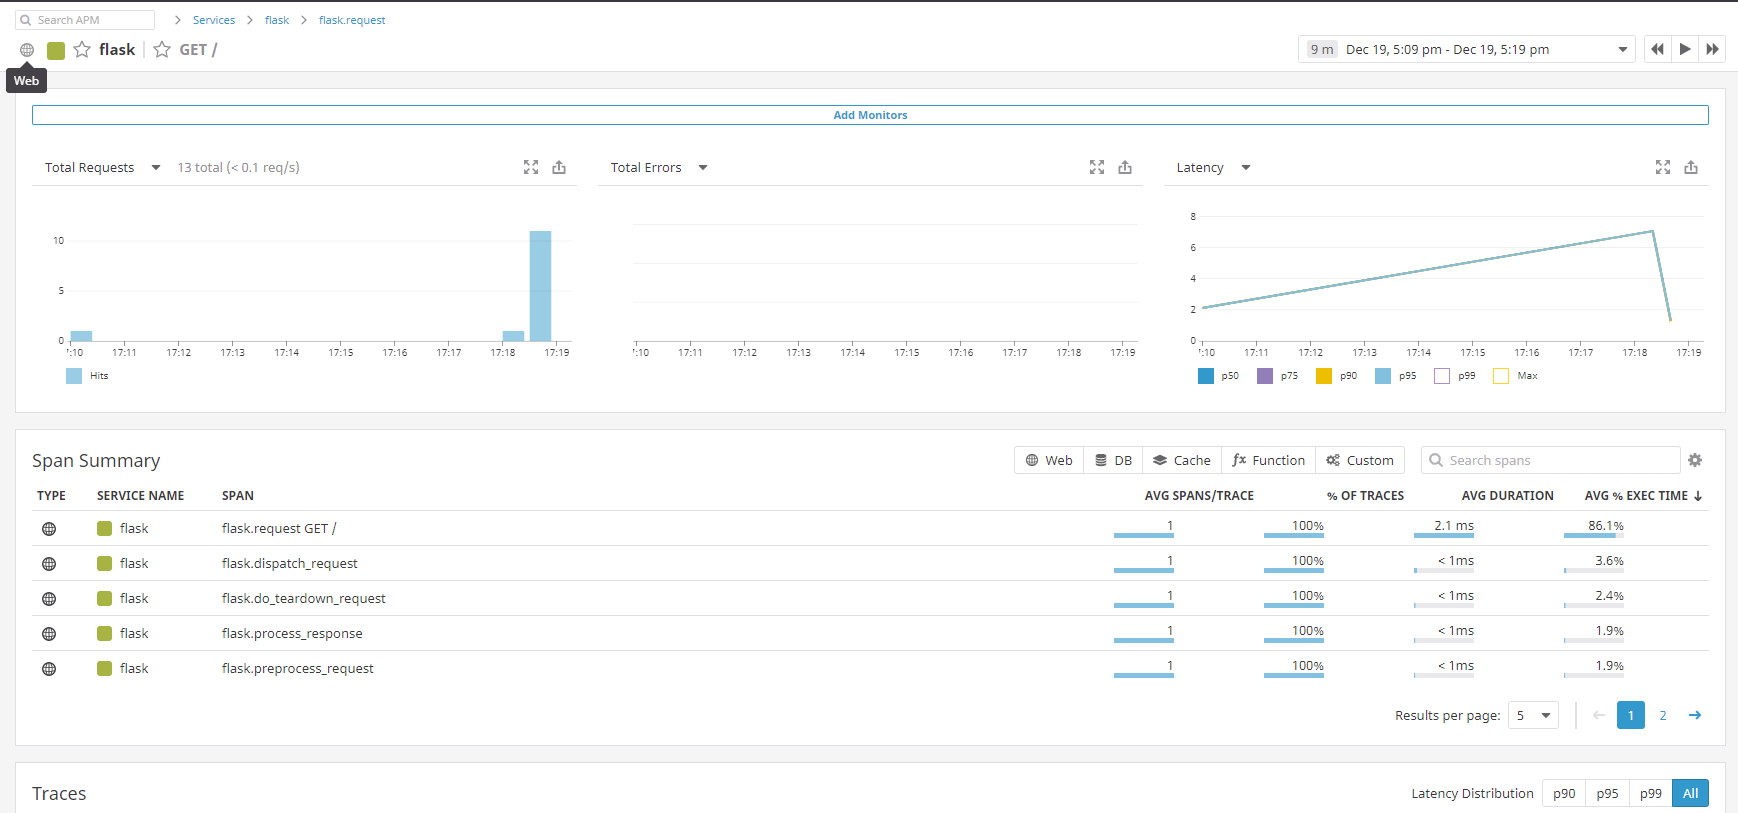 Search APM
Services
flask
flask.request
flask
GET /
9 m
Dec 19, 5:09 pm - Dec 19, 5:19 pm
Web
Add Monitors
Total Requests
13 total (< 0.1 req/s)
10
5
0
':10 17:11 17:12 17:13 17:14 17:15 17:16 17:17 17:18 17:19
Hits
Total Errors
':10 17:11 17:12 17:13 17:14 17:15 17:16 17:17 17:18 17:19
Latency
8
6
4
2
0
':10 17:11 17:12 17:13 17:14 17:15 17:16 17:17 17:18 17:19
p50 p75 p90 p95 p99 Max
Span Summary
Web DB Cache Function Custom
Search spans
TYPE SERVICE NAME SPAN AVG SPANS/TRACE % OF TRACES AVG DURATION AVG % EXEC TIME
flask flask.request GET / 1 100% 2.1 ms 86.1%
flask flask.dispatch_request 1 100% < 1ms 3.6%
flask flask.do_teardown_request 1 100% < 1ms 2.4%
flask flask.process_response 1 100% < 1ms 1.9%
flask flask.preprocess_request 1 100% < 1ms 1.9%
Results per page: 5 1 2
Traces
Latency Distribution p90 p95 p99 All